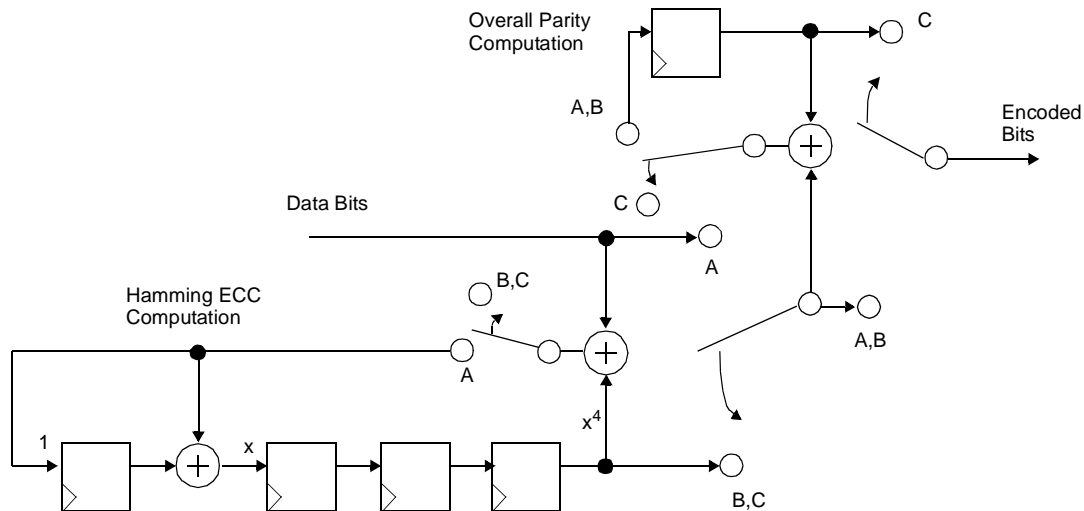 Overall Parity
Computation
C
A,B
Encoded
Bits
C
Data Bits
A
B,C
Hamming ECC
Computation
A
A,B
x⁴
1
x
B,C